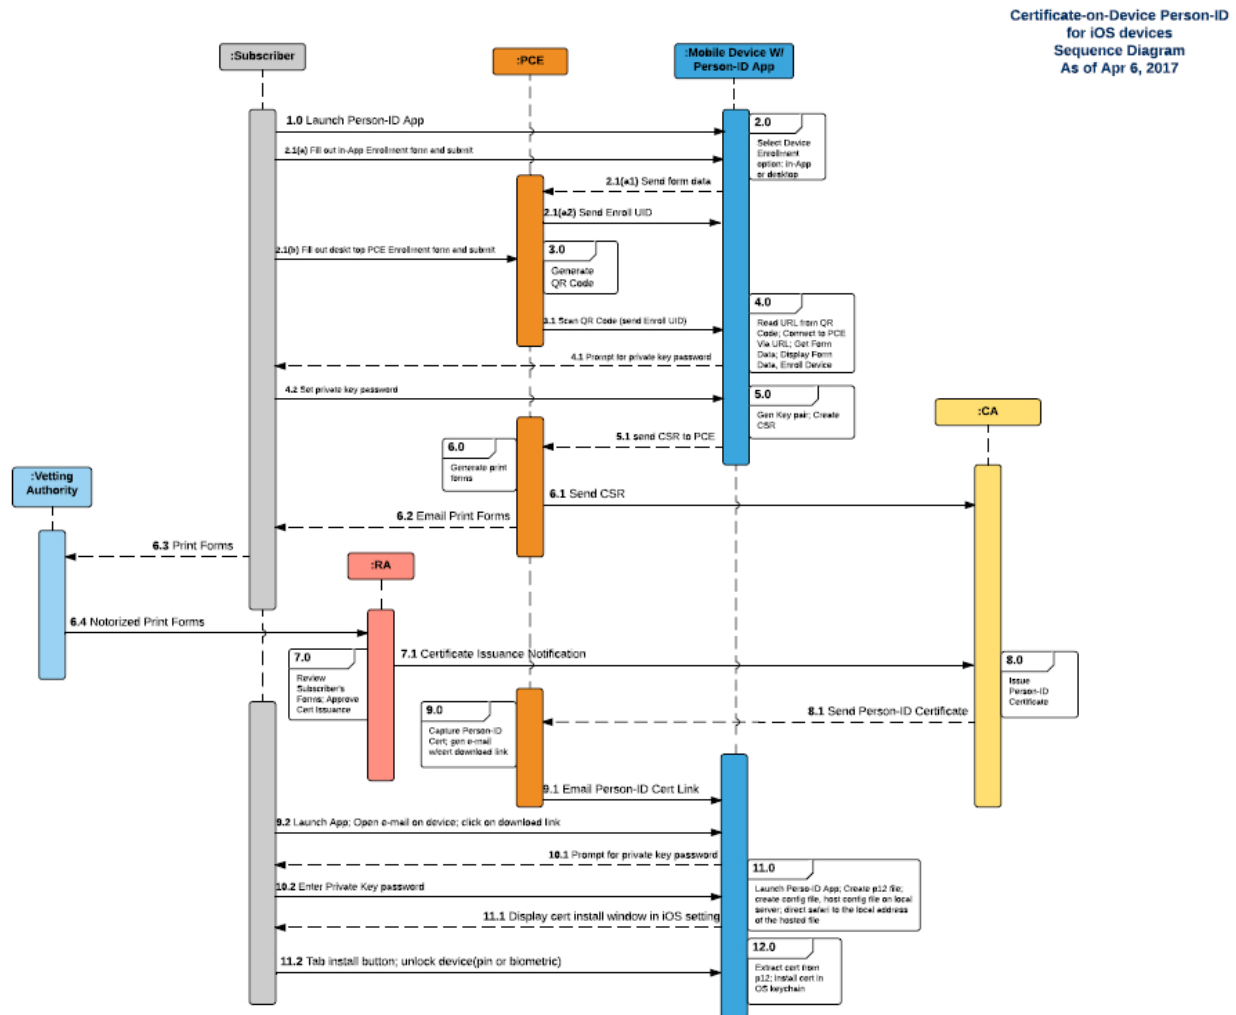 Certificate-on-Device Person-ID
for iOS devices
Sequence Diagram
As of Apr 6, 2017
:Subscriber
:PCE
:Mobile Device W/
Person-ID App
1.0 Launch Person-ID App
2.0
Select Device
Enrollment
option: in-App
or desktop
2.1(a) Fill out in-App Enrollment form and submit
2.1(a1) Send form data
2.1(a2) Send Enroll UID
2.1(b) Fill out deskt top PCE Enrollment form and submit
3.0
Generate
QR Code
4.0
Read URL from QR
Code; Connect to PCE
Via URL; Get Form
Data; Display Form
Data, Enroll Device
3.1 Scan QR Code (send Enroll UID)
4.1 Prompt for private key password
4.2 Set private key password
5.0
Gen Key pair; Create
CSR
:CA
5.1 send CSR to PCE
6.0
Generate print
forms
:Vetting
Authority
6.1 Send CSR
6.2 Email Print Forms
6.3 Print Forms
:RA
6.4 Notorized Print Forms
7.0
Review
Subscriber's
Forms; Approve
Cert Issuance
7.1 Certificate Issuance Notification
8.0
Issue
Person-ID
Certificate
8.1 Send Person-ID Certificate
9.0
Capture Person-ID
Cert; gen e-mail
w/cert download link
9.1 Email Person-ID Cert Link
9.2 Launch App; Open e-mail on device; click on download link
10.1 Prompt for private key password
10.2 Enter Private Key password
11.0
Launch Perso-ID App; Create p12 file;
create config file, host config file on local
server; direct safari to the local address
of the hosted file
11.1 Display cert install window in iOS setting
11.2 Tab install button; unlock device(pin or biometric)
12.0
Extract cert from
p12; install cert in
OS keychain